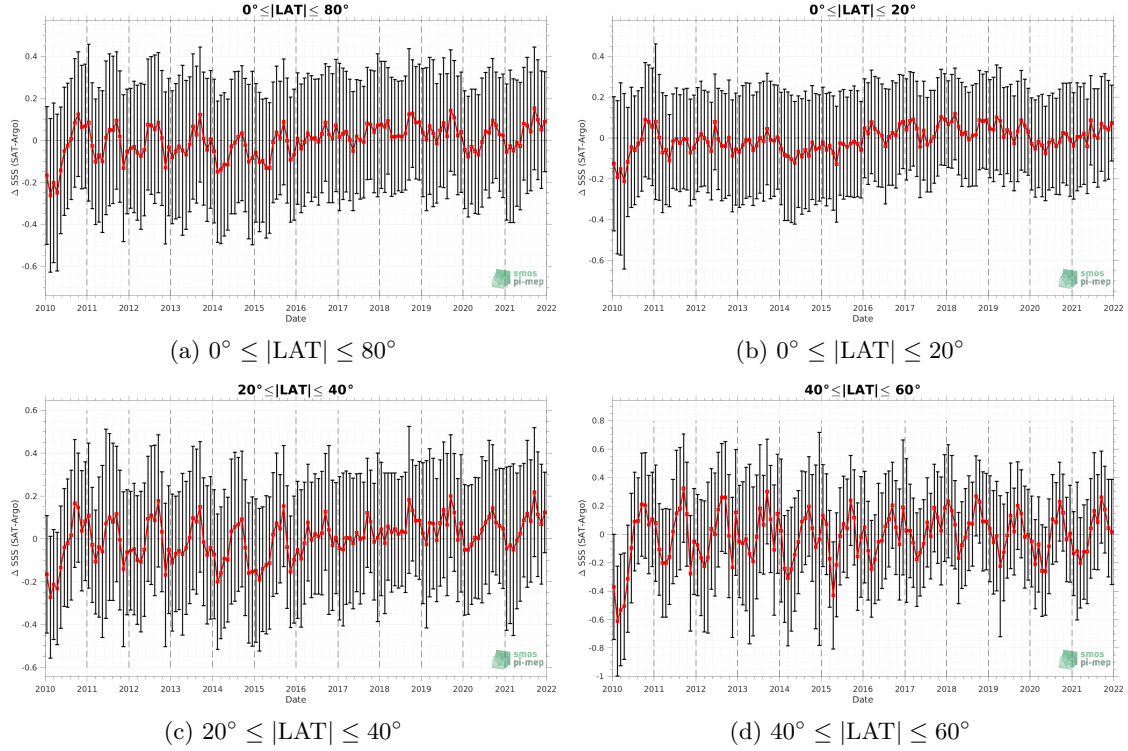 0°≤|LAT|≤ 80°
Δ SSS (SAT-Argo)
0.4
0.2
0
-0.2
-0.4
-0.6
2010 2011 2012 2013 2014 2015 2016 2017 2018 2019 2020 2021 2022
Date
smos
pi-mep
(a) 0° ≤ |LAT| ≤ 80°
0°≤|LAT|≤ 20°
Δ SSS (SAT-Argo)
0.4
0.2
0
-0.2
-0.4
-0.6
2010 2011 2012 2013 2014 2015 2016 2017 2018 2019 2020 2021 2022
Date
smos
pi-mep
(b) 0° ≤ |LAT| ≤ 20°
20°≤|LAT|≤ 40°
Δ SSS (SAT-Argo)
0.6
0.4
0.2
0
-0.2
-0.4
-0.6
2010 2011 2012 2013 2014 2015 2016 2017 2018 2019 2020 2021 2022
Date
smos
pi-mep
(c) 20° ≤ |LAT| ≤ 40°
40°≤|LAT|≤ 60°
Δ SSS (SAT-Argo)
0.8
0.6
0.4
0.2
0
-0.2
-0.4
-0.6
-0.8
-1
2010 2011 2012 2013 2014 2015 2016 2017 2018 2019 2020 2021 2022
Date
smos
pi-mep
(d) 40° ≤ |LAT| ≤ 60°